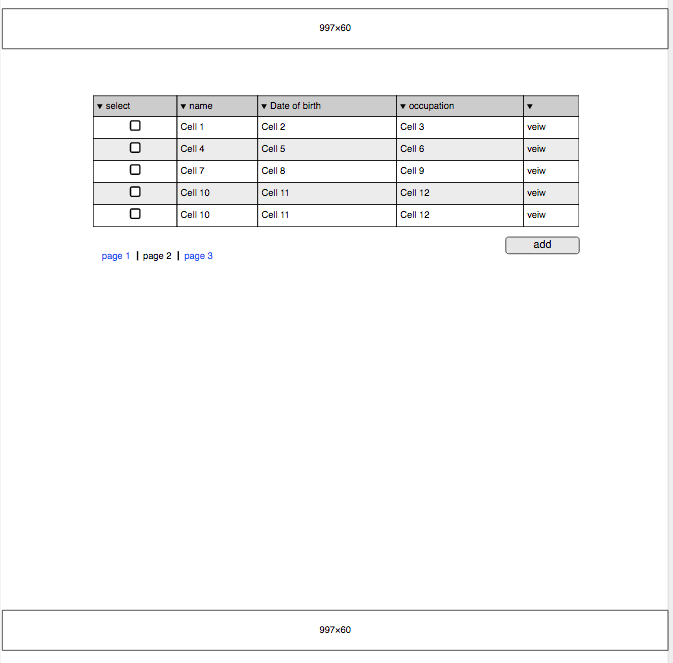 997×60
▼ select ▼ name ▼ Date of birth ▼ occupation ▼
Cell 1 Cell 2 Cell 3 veiw
Cell 4 Cell 5 Cell 6 veiw
Cell 7 Cell 8 Cell 9 veiw
Cell 10 Cell 11 Cell 12 veiw
Cell 10 Cell 11 Cell 12 veiw
add
page 1 | page 2 | page 3
997×60